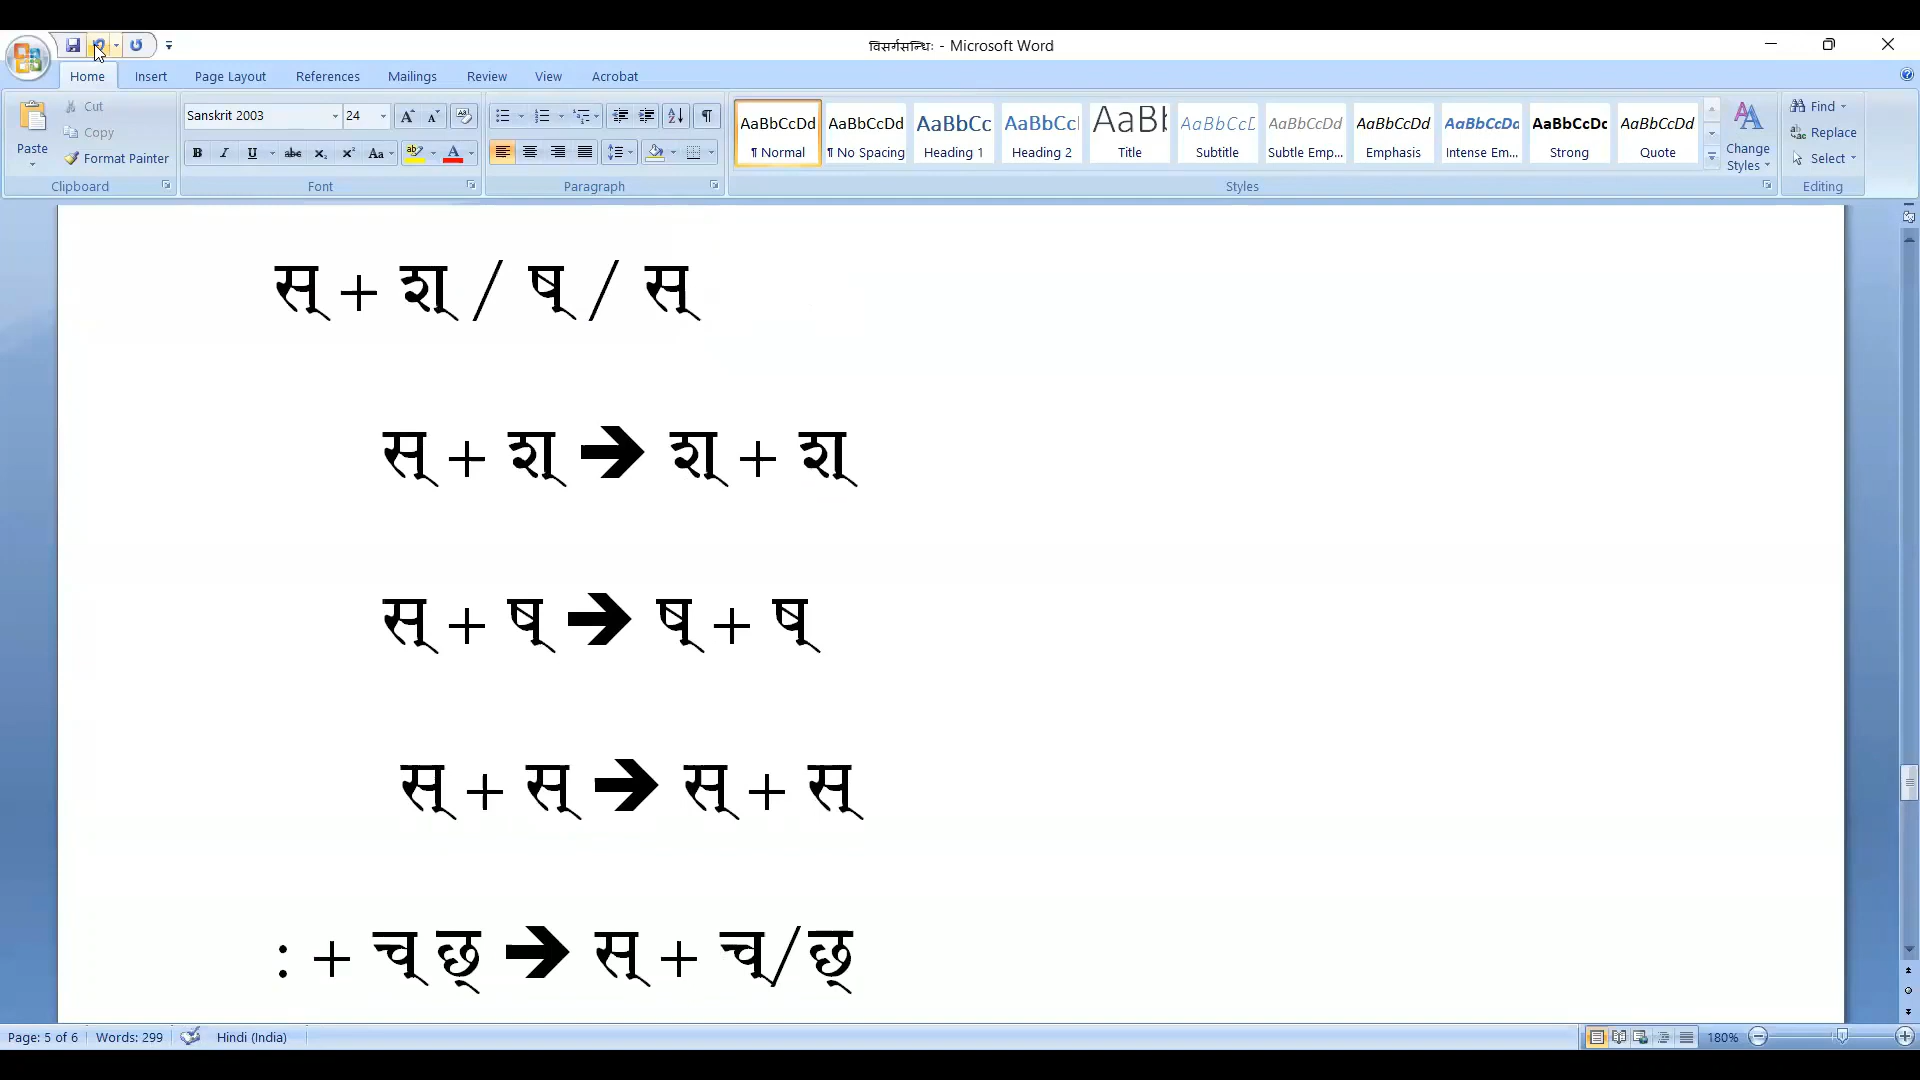 विसर्गसन्धिः - Microsoft Word
Home Insert Page Layout References Mailings Review View Acrobat
Paste
Cut
Copy
Format Painter
Clipboard
Sanskrit 2003 24
Font
Paragraph
AaBbCcDd AaBbCcDd AaBbCc AaBbCc AaBb AaBbCcD AaBbCcDd AaBbCcDd AaBbCcDd AaBbCcDd AaBbCcDd
¶ Normal ¶ No Spacing Heading 1 Heading 2 Title Subtitle Subtle Emp... Emphasis Intense Em... Strong Quote
Change Styles
Styles
Find
Replace
Select
Editing
स् + श् / ष् / स्
स् + श् ➔ श् + श्
स् + ष् ➔ ष् + ष्
स् + स् ➔ स् + स्
: + च् छ् ➔ स् + च्/छ्
Page: 5 of 6 Words: 299 Hindi (India) 180%